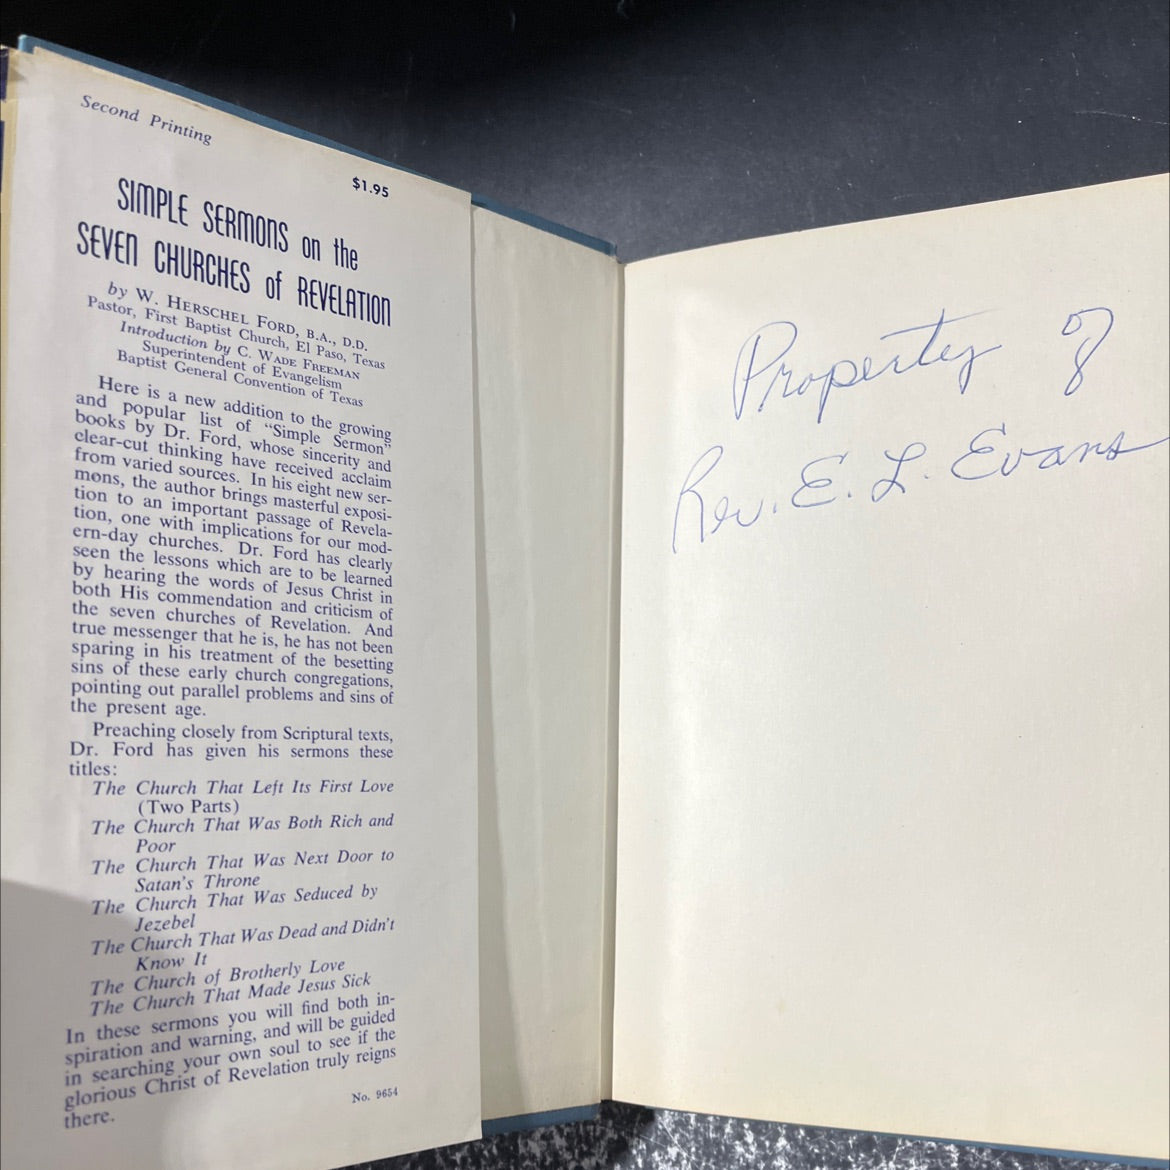 Second Printing
$1.95
SIMPLE SERMONS on the
SEVEN CHURCHES of REVELATION
by W. HERSCHEL FORD, B.A., D.D.
Pastor, First Baptist Church, El Paso, Texas
Introduction by C. WADE FREEMAN
Superintendent of Evangelism
Baptist General Convention of Texas
Here is a new addition to the growing
and popular list of "Simple Sermon"
books by Dr. Ford, whose sincerity and
clear-cut thinking have received acclaim
from varied sources. In his eight new ser-
mons, the author brings masterful exposi-
tion to an important passage of Revela-
tion, one with implications for our mod-
ern-day churches. Dr. Ford has clearly
seen the lessons which are to be learned
by hearing the words of Jesus Christ in
both His commendation and criticism of
the seven churches of Revelation. And
true messenger that he is, he has not been
sparing in his treatment of the besetting
sins of these early church congregations,
pointing out parallel problems and sins of
the present age.
Preaching closely from Scriptural texts,
Dr. Ford has given his sermons these
titles:
The Church That Left Its First Love
(Two Parts)
The Church That Was Both Rich and
Poor
The Church That Was Next Door to
Satan's Throne
The Church That Was Seduced by
Jezebel
The Church That Was Dead and Didn't
Know It
The Church of Brotherly Love
The Church That Made Jesus Sick
In these sermons you will find both in-
spiration and warning, and will be guided
in searching your own soul to see if the
glorious Christ of Revelation truly reigns
there.
No. 9654
Property of
Rev. E. L. Evans